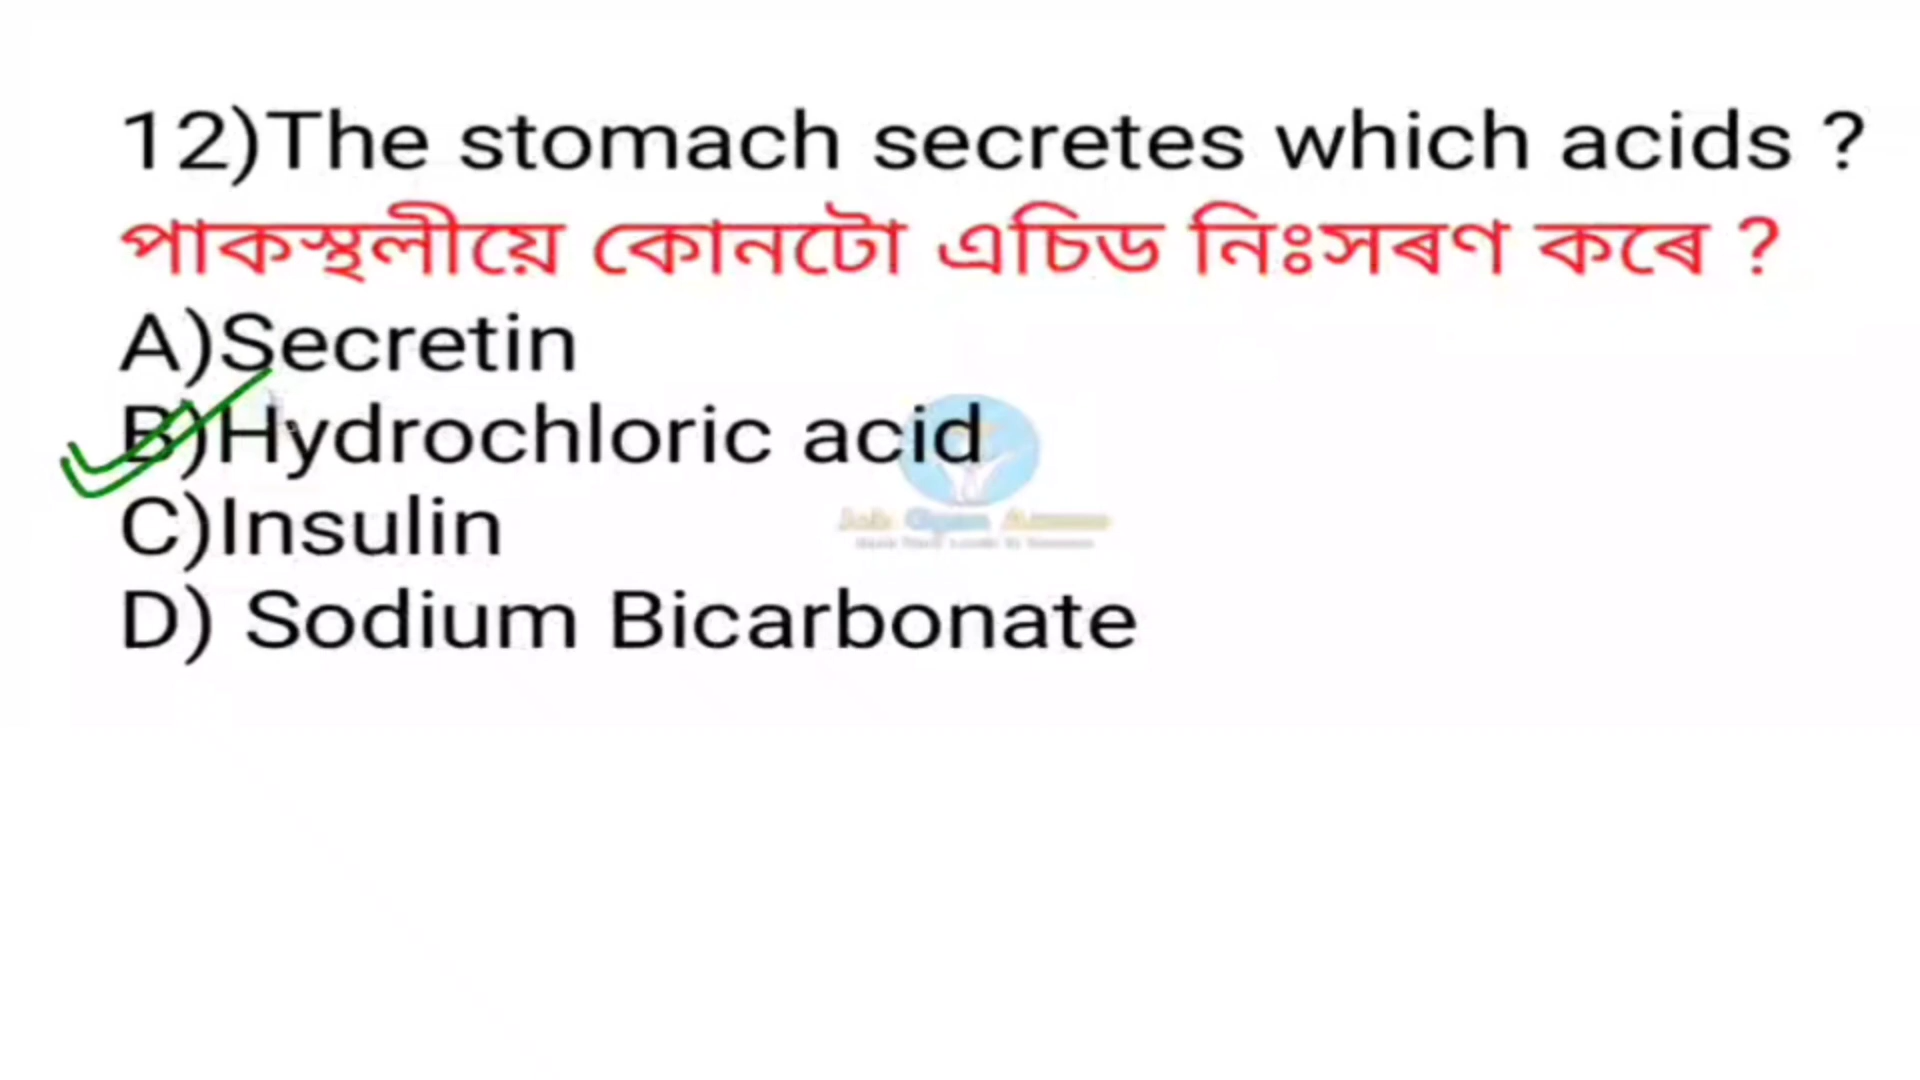 12)The stomach secretes which acids ?
পাকস্থলীয়ে কোনটো এচিড নিঃসৰণ কৰে ?
A)Secretin
B)Hydrochloric acid
C)Insulin
D) Sodium Bicarbonate